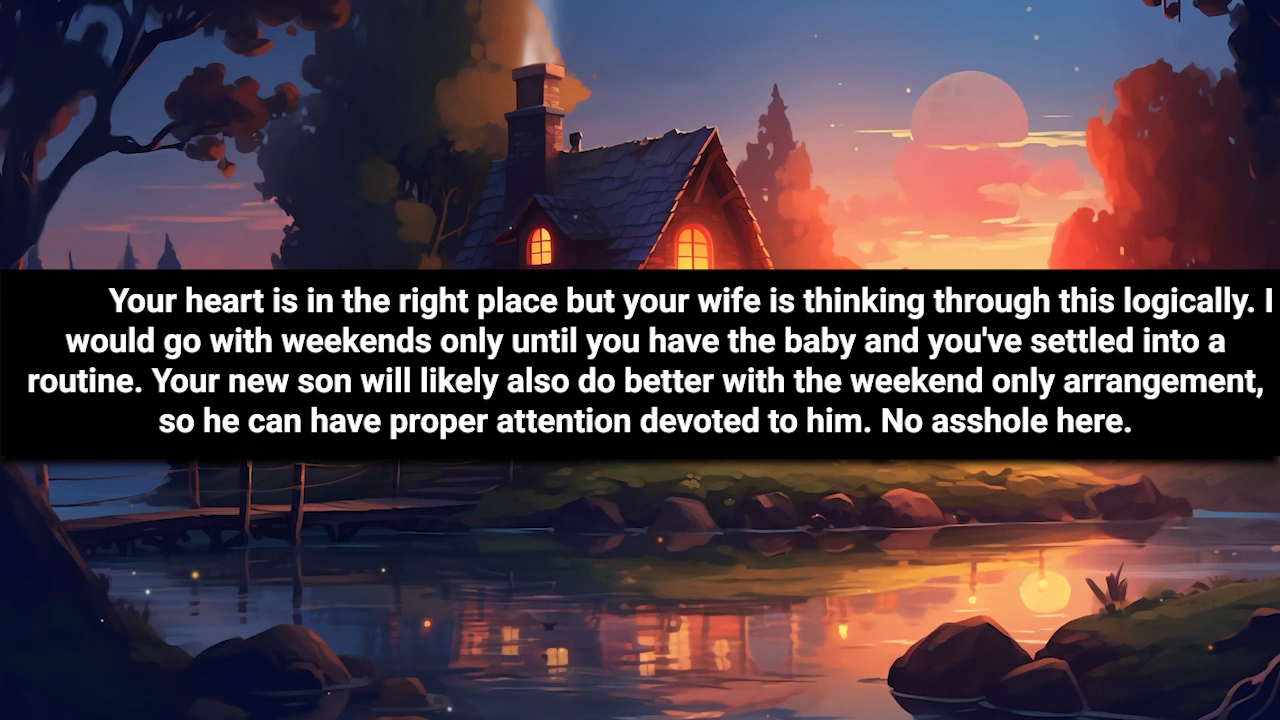 Your heart is in the right place but your wife is thinking through this logically. I
would go with weekends only until you have the baby and you've settled into a
routine. Your new son will likely also do better with the weekend only arrangement,
so he can have proper attention devoted to him. No asshole here.